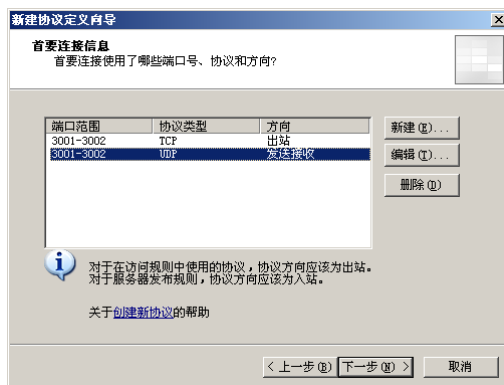 新建协议定义向导
首要连接信息
首要连接使用了哪些端口号、协议和方向?
端口范围 协议类型 方向
3001-3002 TCP 出站
3001-3002 UDP 发送接收
新建(E)...
编辑(I)...
删除(D)
对于在访问规则中使用的协议，协议方向应该为出站。
对于服务器发布规则，协议方向应该为入站。
关于创建新协议的帮助
< 上一步(B) 下一步(N) > 取消